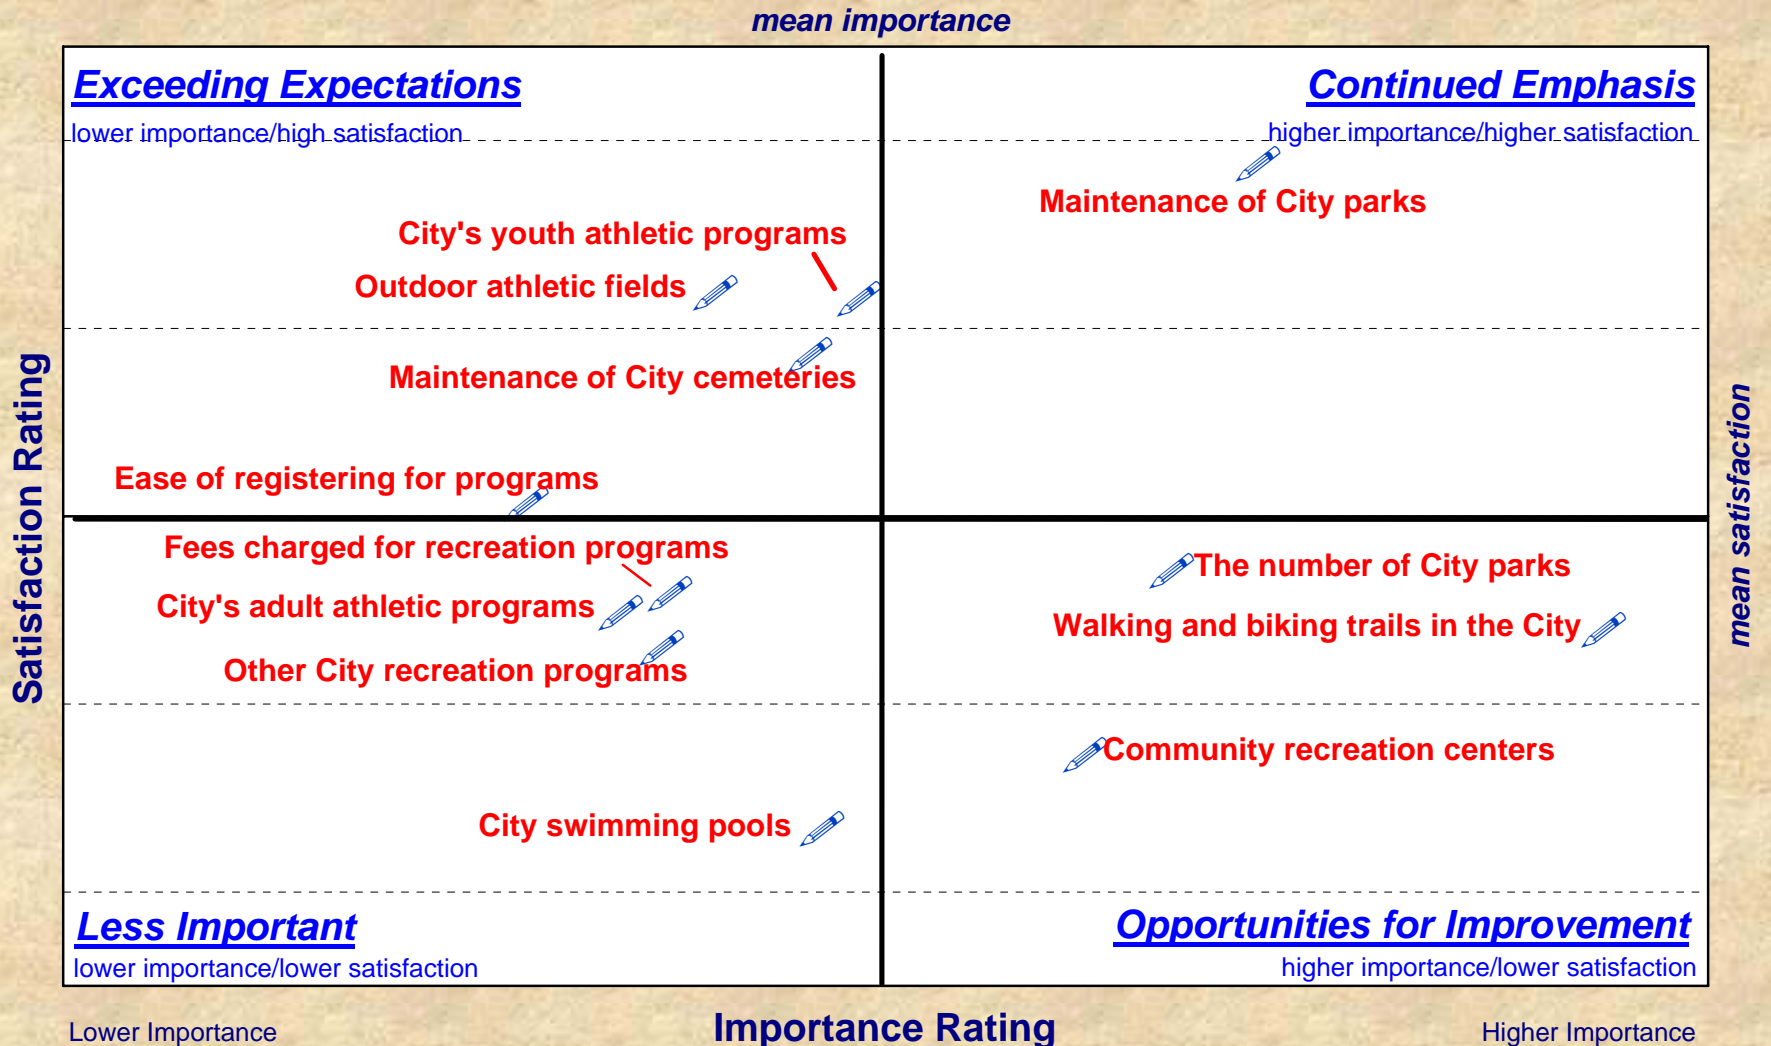 mean importance
Exceeding Expectations
lower importance/high satisfaction
Continued Emphasis
higher importance/higher satisfaction
Maintenance of City parks
City's youth athletic programs
Outdoor athletic fields
Maintenance of City cemeteries
Ease of registering for programs
Satisfaction Rating
mean satisfaction
Fees charged for recreation programs
City's adult athletic programs
Other City recreation programs
The number of City parks
Walking and biking trails in the City
Community recreation centers
City swimming pools
Less Important
lower importance/lower satisfaction
Opportunities for Improvement
higher importance/lower satisfaction
Lower Importance
Importance Rating
Higher Importance